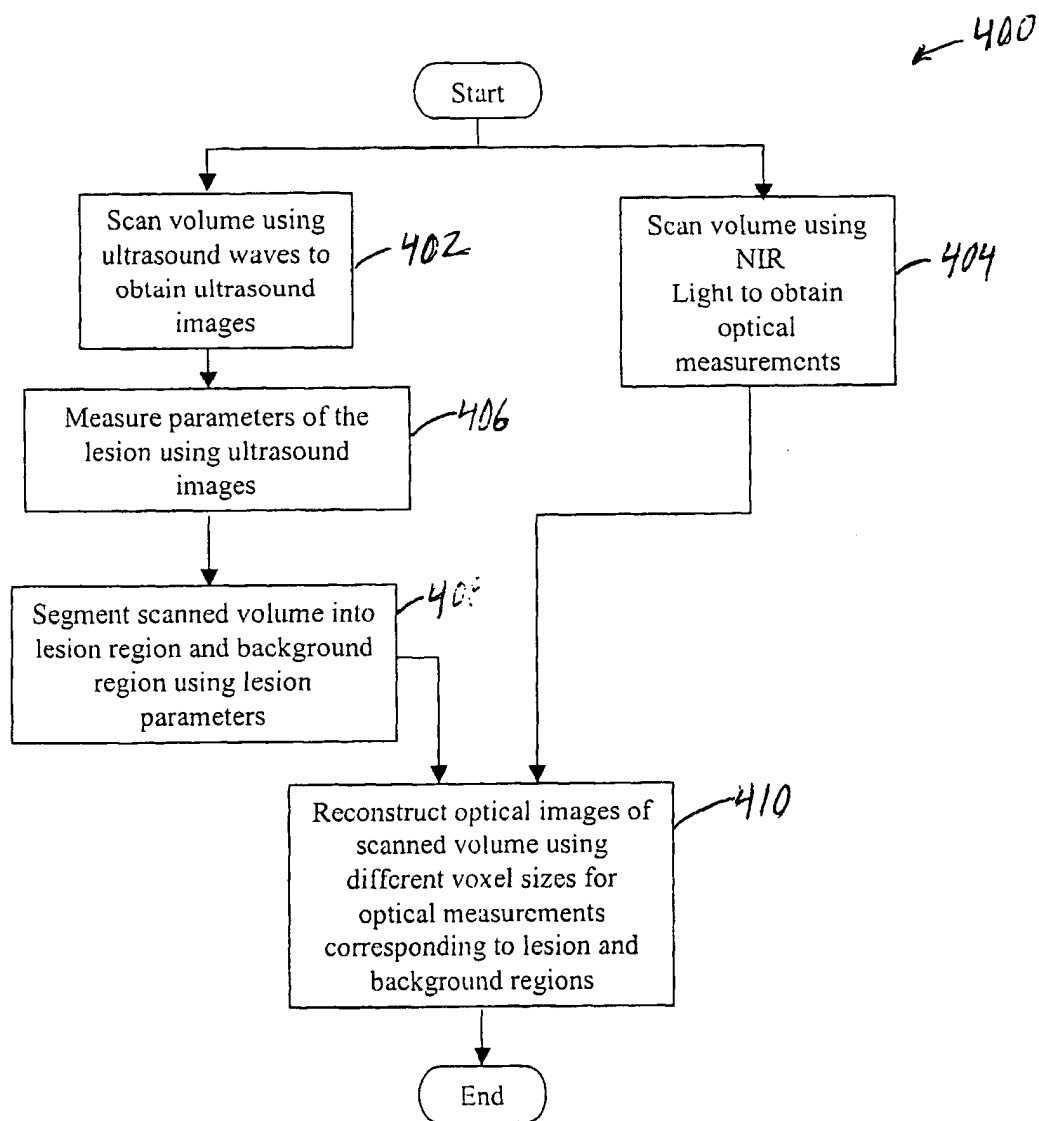 400
Start
Scan volume using
ultrasound waves to
obtain ultrasound
images
402
Scan volume using
NIR
Light to obtain
optical
measurements
404
Measure parameters of the
lesion using ultrasound
images
406
Segment scanned volume into
lesion region and background
region using lesion
parameters
Reconstruct optical images of
scanned volume using
different voxel sizes for
optical measurements
corresponding to lesion and
background regions
410
End